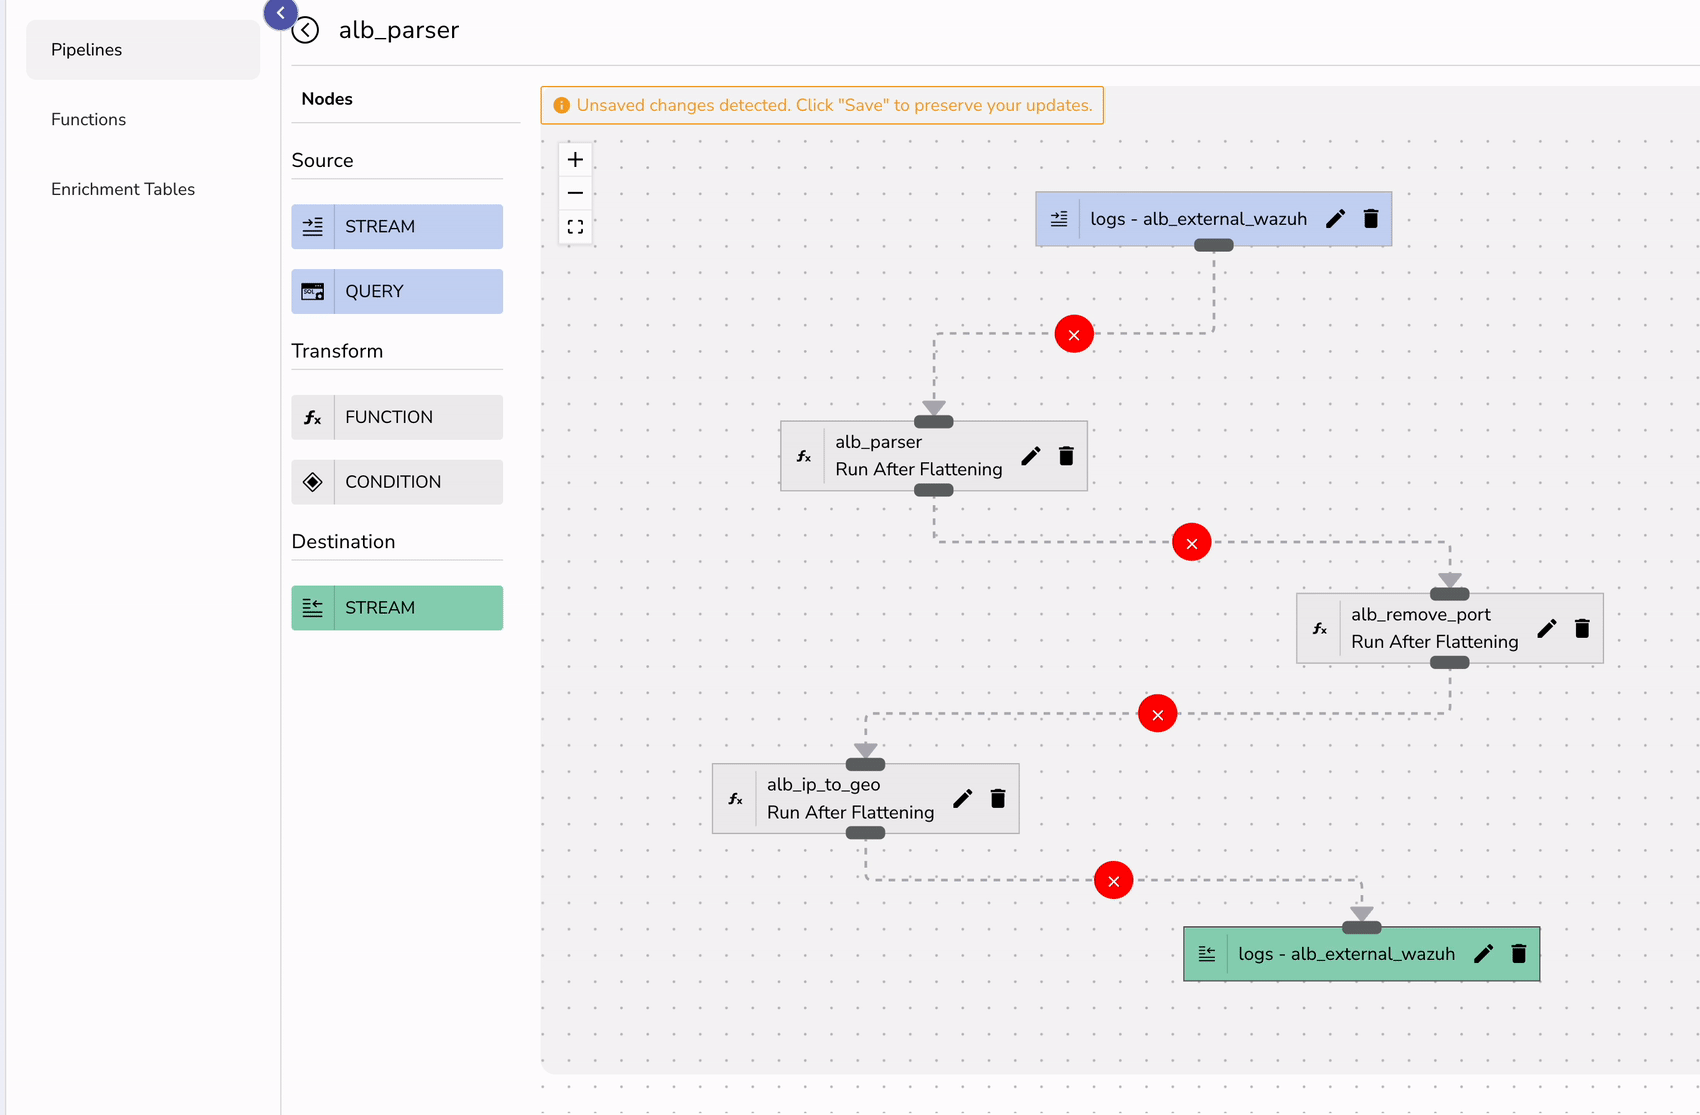 alb_parser
Pipelines
Functions
Enrichment Tables
Nodes
Source
STREAM
QUERY
Transform
FUNCTION
CONDITION
Destination
STREAM
Unsaved changes detected. Click "Save" to preserve your updates.
logs - alb_external_wazuh
alb_parser
Run After Flattening
alb_remove_port
Run After Flattening
alb_ip_to_geo
Run After Flattening
logs - alb_external_wazuh